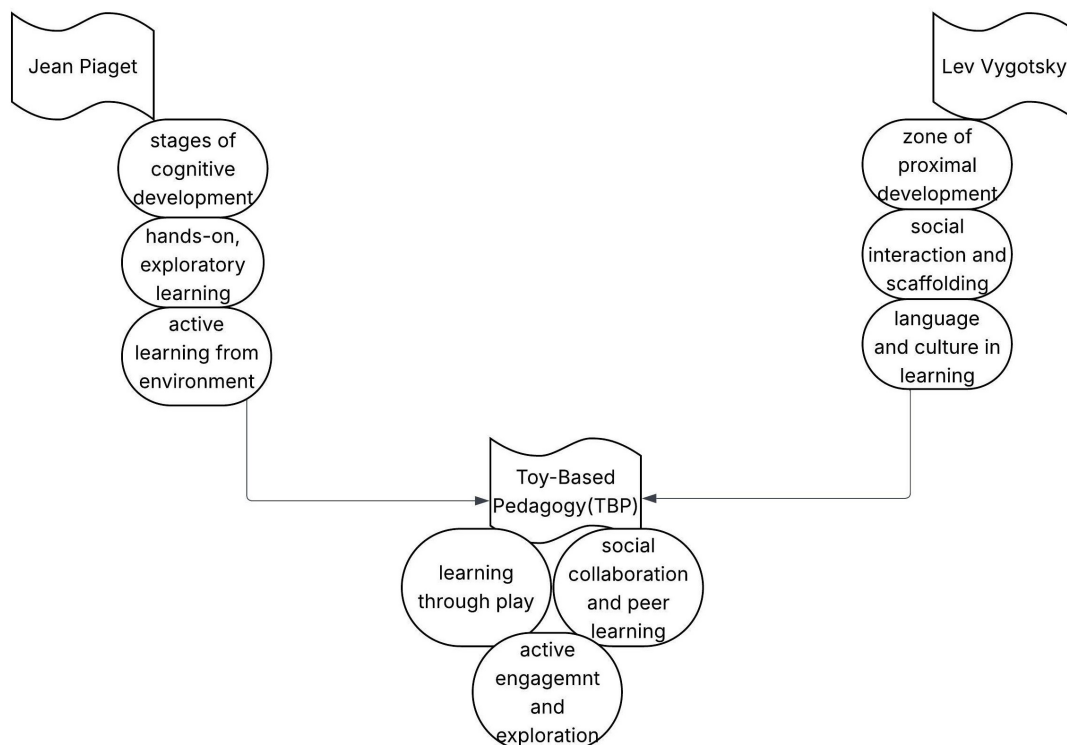 Jean Piaget
stages of
cognitive
development
hands-on,
exploratory
learning
active
learning from
environment
Lev Vygotsky
zone of
proximal
development
social
interaction and
scaffolding
language
and culture in
learning
Toy-Based
Pedagogy(TBP)
learning
through play
social
collaboration
and peer
learning
active
engagemnt
and
exploration